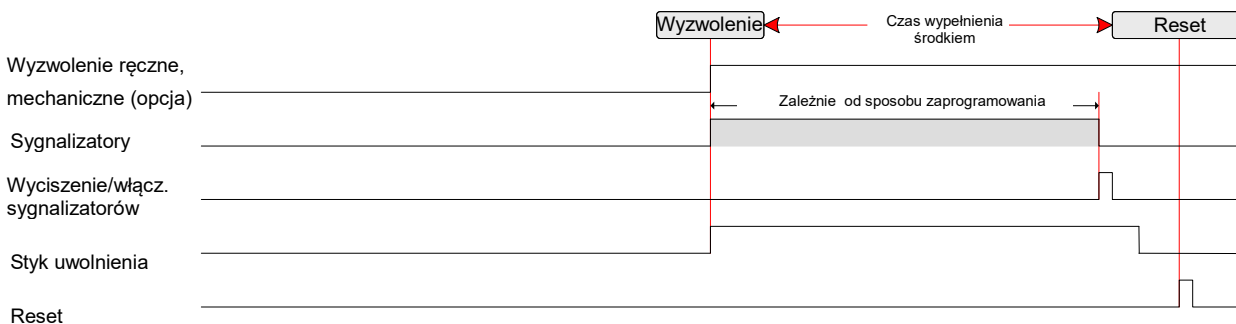 Wyzwolenie
Czas wypełnienia
środkiem
Reset
Wyzwolenie ręczne,
mechaniczne (opcja)
Zależnie od sposobu zaprogramowania
Sygnalizatory
Wyciszenie/włącz.
sygnalizatorów
Styk uwolnienia
Reset